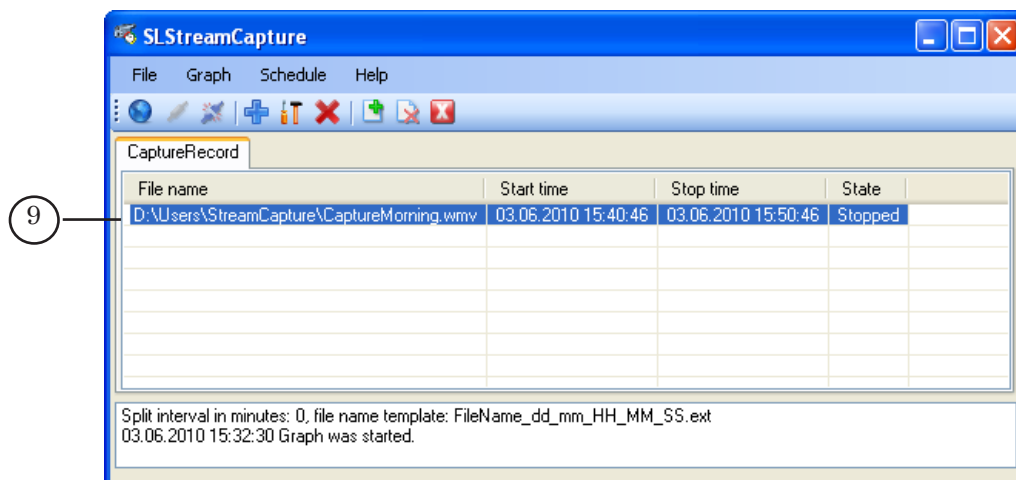 SLStreamCapture
File Graph Schedule Help
CaptureRecord
File name Start time Stop time State
9
D:\Users\StreamCapture\CaptureMorning.wmv 03.06.2010 15:40:46 03.06.2010 15:50:46 Stopped
Split interval in minutes: 0, file name template: FileName_dd_mm_HH_MM_SS.ext
03.06.2010 15:32:30 Graph was started.